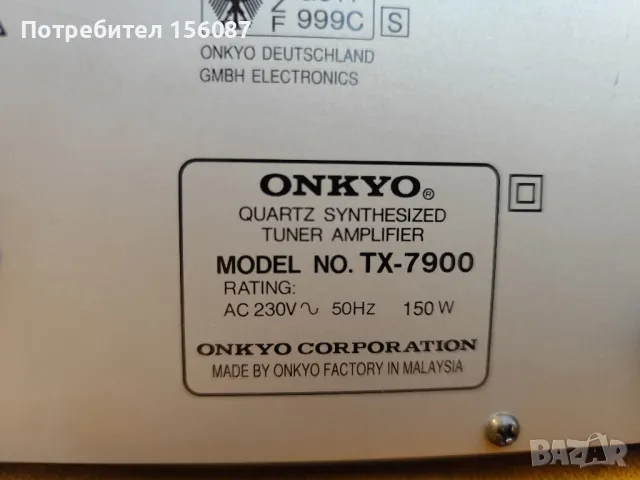 Потребител 156087
F 999C S
ONKYO DEUTSCHLAND
GMBH ELECTRONICS
ONKYO®
QUARTZ SYNTHESIZED
TUNER AMPLIFIER
MODEL NO. TX-7900
RATING:
AC 230V~ 50HZ 150 W
ONKYO CORPORATION
MADE BY ONKYO FACTORY IN MALAYSIA
BAZAR